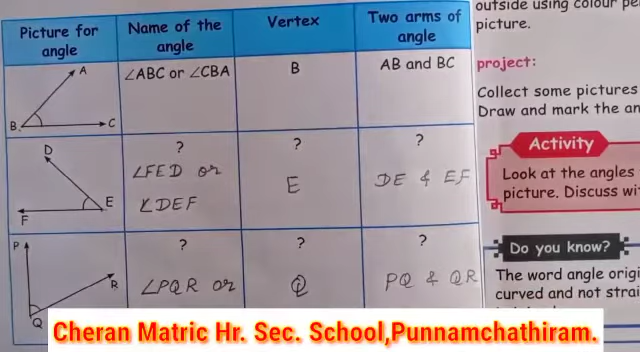 Picture for angle Name of the angle Vertex Two arms of angle
A
B C
∠ABC or ∠CBA B AB and BC
D
E
F
? ? ?
∠FED or E DE & EF
∠DEF
P
R
Q
? ? ?
∠PQR or Q PQ & QR
outside using colour pe
picture.
project:
Collect some pictures
Draw and mark the an
Activity
Look at the angles
picture. Discuss wi
Do you know?
The word angle origi
curved and not strai
Cheran Matric Hr. Sec. School,Punnamchathiram.